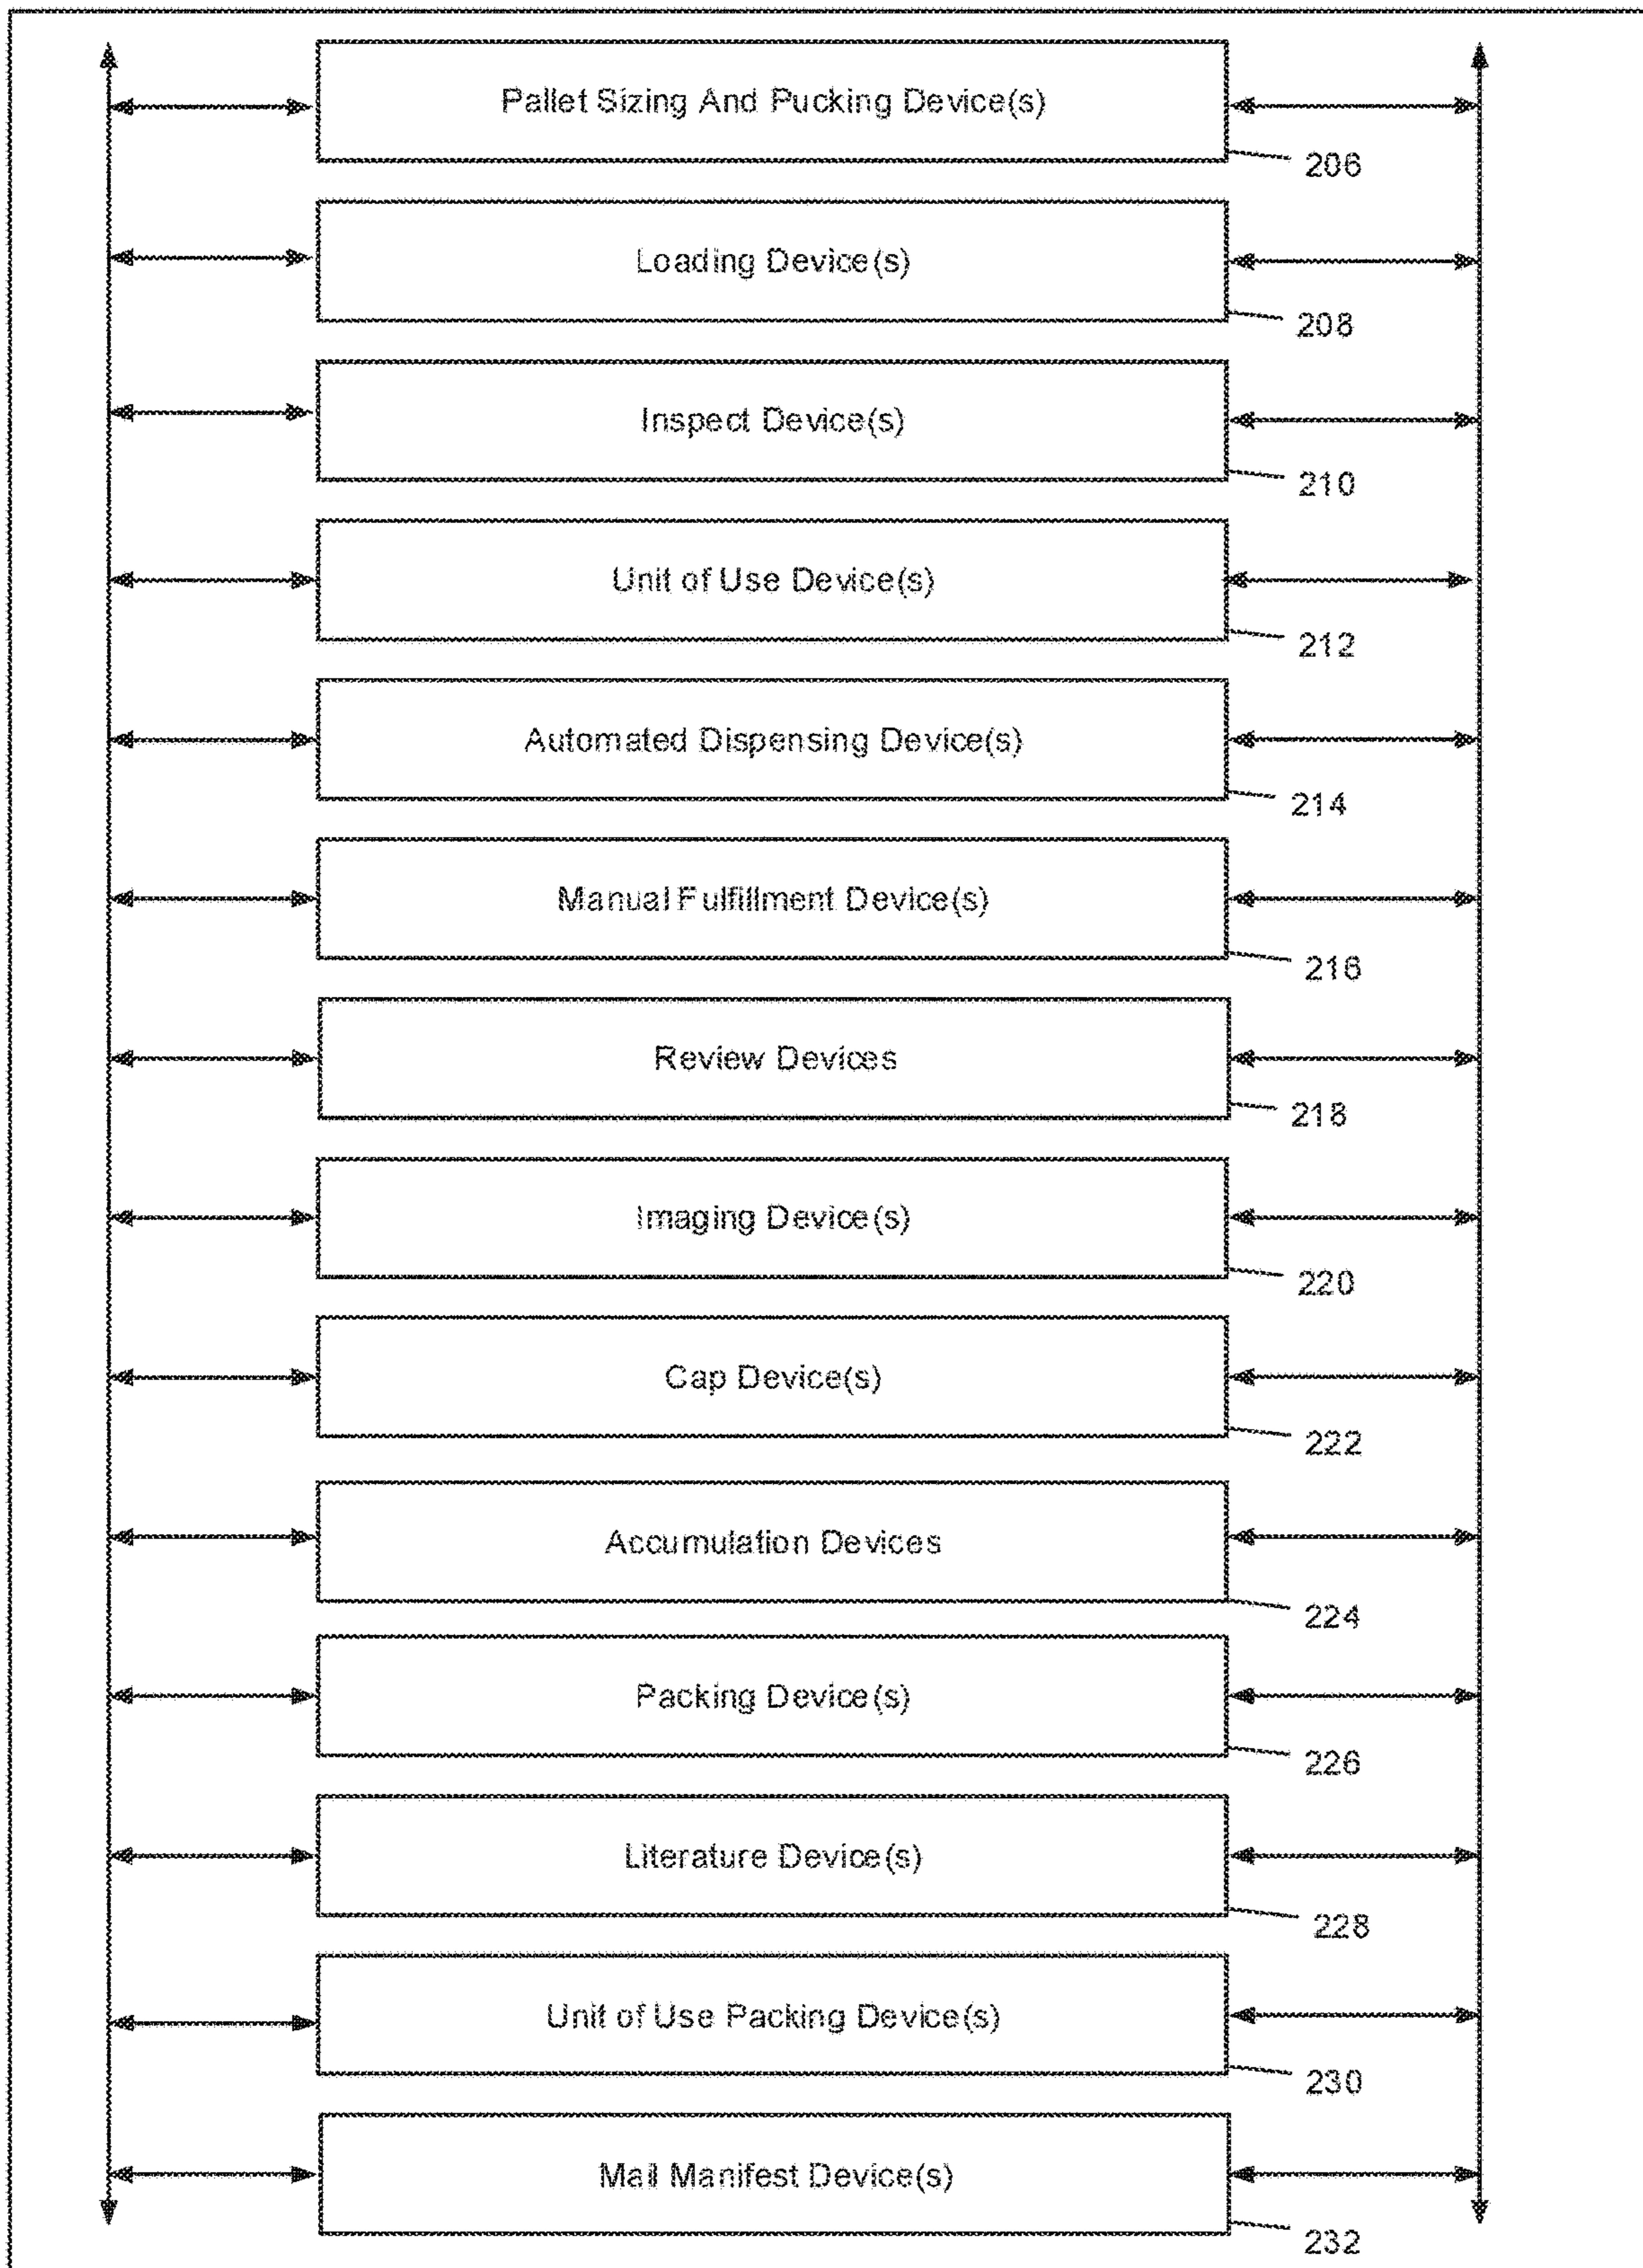 Pallet Sizing And Pucking Device(s)
206
Loading Device(s)
208
Inspect Device(s)
210
Unit of Use Device(s)
212
Automated Dispensing Device(s)
214
Manual Fulfillment Device(s)
216
Review Devices
218
Imaging Device(s)
220
Cap Device(s)
222
Accumulation Devices
224
Packing Device(s)
226
Literature Device(s)
228
Unit of Use Packing Device(s)
230
Mail Manifest Device(s)
232